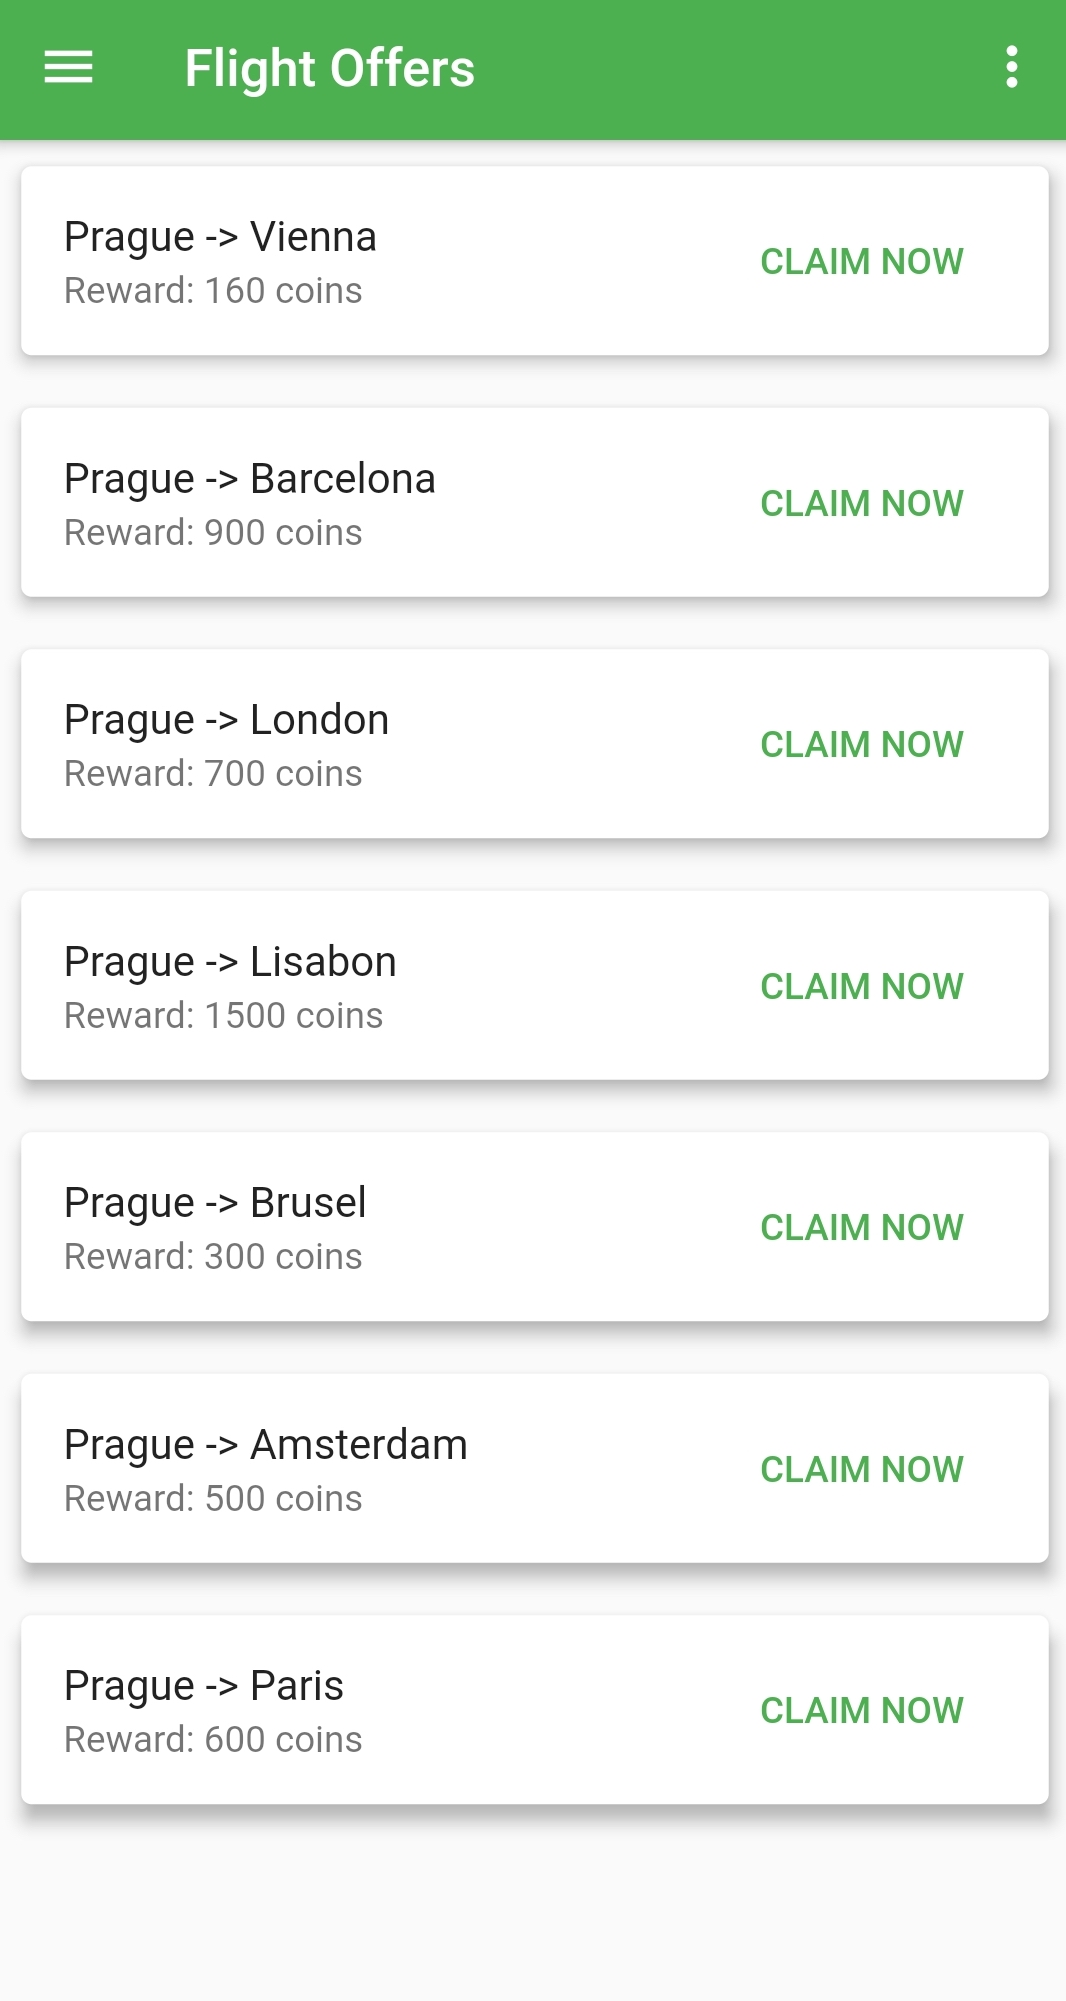 Flight Offers
Prague -> Vienna
Reward: 160 coins
CLAIM NOW
Prague -> Barcelona
Reward: 900 coins
CLAIM NOW
Prague -> London
Reward: 700 coins
CLAIM NOW
Prague -> Lisabon
Reward: 1500 coins
CLAIM NOW
Prague -> Brusel
Reward: 300 coins
CLAIM NOW
Prague -> Amsterdam
Reward: 500 coins
CLAIM NOW
Prague -> Paris
Reward: 600 coins
CLAIM NOW